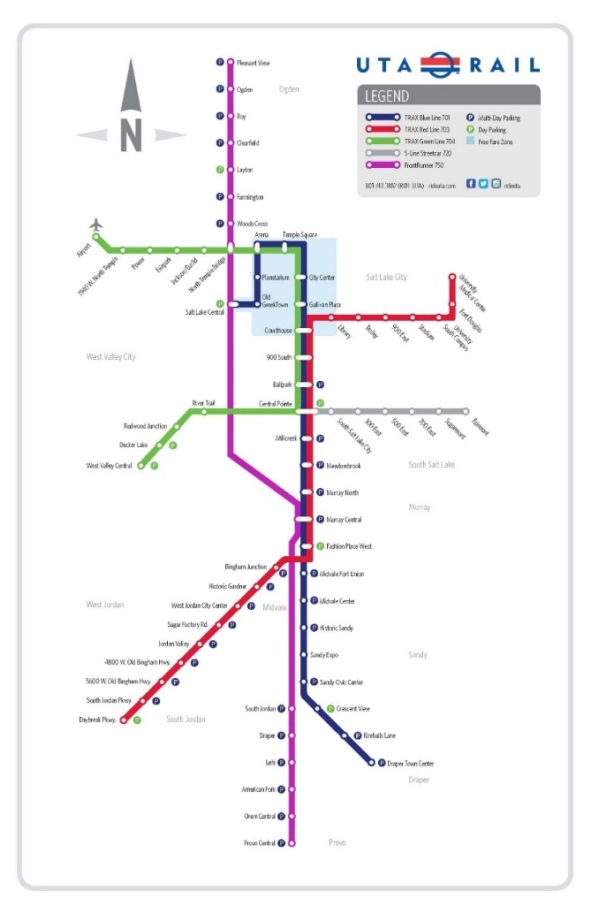 UTA RAIL
LEGEND
TRAX Blue Line 701
TRAX Red Line 703
TRAX Green Line 704
S-Line Streetcar 720
FrontRunner 750
P Multi-Day Parking
P Day Parking
Free Fare Zone
rideuta.com
rideuta
N
P Pleasant View
P Ogden
Ogden
P Roy
P Clearfield
P Layton
P Farmington
P Woods Cross
Airport
1940 W. North Temple
Power
Fairpark
Jackson/Euclid
North Temple Bridge
Arena
Temple Square
Planetarium
City Center
Old GreekTown
Gallivan Plaza
P
Salt Lake Central
Courthouse
Salt Lake City
University Medical Center
Fort Douglas
University South Campus
Stadium
900 East
Trolley
Library
900 South
West Valley City
Ballpark P
Central Pointe P
River Trail
Redwood Junction
Decker Lake P
West Valley Central P
South Salt Lake City
300 East
500 East
700 East
Sugarmont
Fairmont
Millcreek P
P Meadowbrook
South Salt Lake
P Murray North
Murray
P Murray Central
P Fashion Place West
Bingham Junction P
Historic Gardner P
West Jordan City Center P
Sugar Factory Rd. P
Jordan Valley P
4800 W. Old Bingham Hwy. P
5600 W. Old Bingham Hwy. P
South Jordan Pkwy. P
Daybreak Pkwy. P
West Jordan
Midvale
South Jordan
P Midvale Fort Union
P Midvale Center
P Historic Sandy
Sandy Expo
Sandy
P Sandy Civic Center
P Crescent View
P Kimballs Lane
P Draper Town Center
Draper
South Jordan P
Draper P
Lehi P
American Fork P
Orem Central P
Provo Central P
Provo